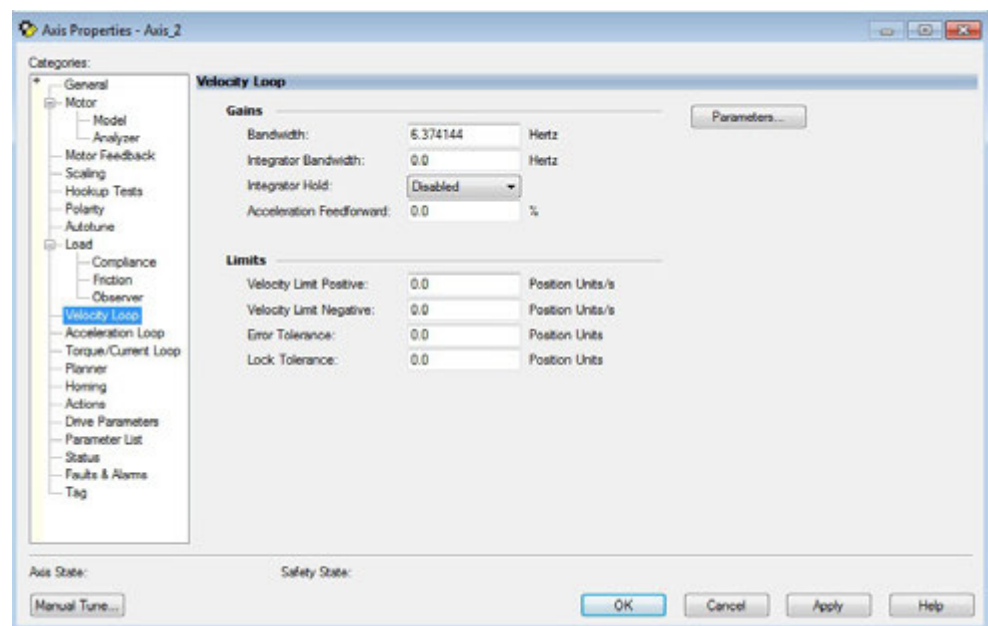 Axis Properties - Axis_2
Categories:
*
General
Motor
Model
Analyzer
Motor Feedback
Scaling
Hookup Tests
Polarity
Autotune
Load
Compliance
Friction
Observer
Velocity Loop
Acceleration Loop
Torque/Current Loop
Planner
Homing
Actions
Drive Parameters
Parameter List
Status
Faults & Alarms
Tag
Velocity Loop
Gains
Parameters...
Bandwidth: 6.374144 Hertz
Integrator Bandwidth: 0.0 Hertz
Integrator Hold: Disabled
Acceleration Feedforward: 0.0 %
Limits
Velocity Limit Positive: 0.0 Position Units/s
Velocity Limit Negative: 0.0 Position Units/s
Error Tolerance: 0.0 Position Units
Lock Tolerance: 0.0 Position Units
Axis State: Safety State:
Manual Tune... OK Cancel Apply Help